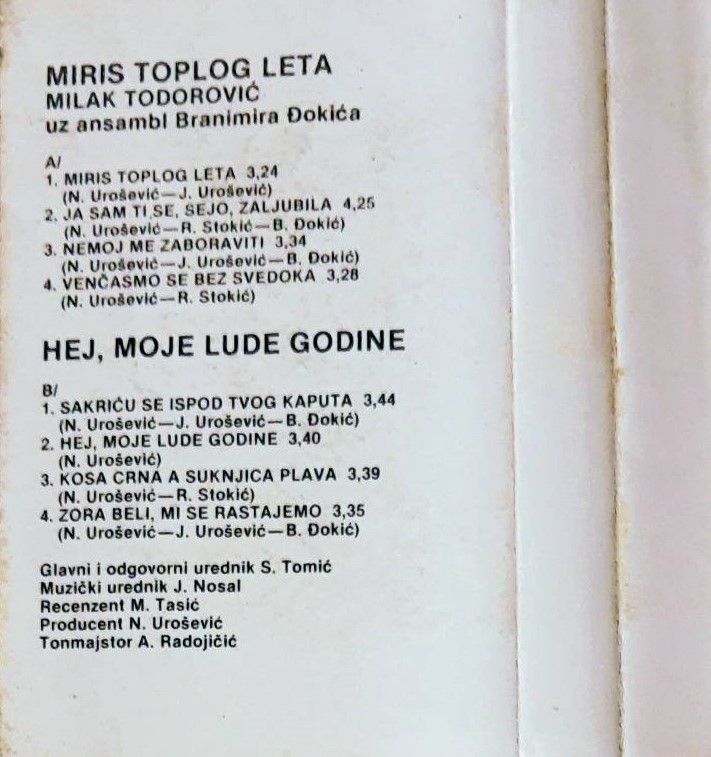 MIRIS TOPLOG LETA
MILAK TODOROVIĆ
uz ansambl Branimira Đokića
A/
1. MIRIS TOPLOG LETA 3,24
(N. Urošević—J. Urošević)
2. JA SAM TI SE, SEJO, ZALJUBILA 4,25
(N. Urošević—R. Stokić—B. Đokić)
3. NEMOJ ME ZABORAVITI 3,34
(N. Urošević—J. Urošević—B. Đokić)
4. VENČASMO SE BEZ SVEDOKA 3,28
(N. Urošević—R. Stokić)
HEJ, MOJE LUDE GODINE
B/
1. SAKRIĆU SE ISPOD TVOG KAPUTA 3,44
(N. Urošević—J. Urošević—B. Đokić)
2. HEJ, MOJE LUDE GODINE 3,40
(N. Urošević)
3. KOSA CRNA A SUKNJICA PLAVA 3,39
(N. Urošević—R. Stokić)
4. ZORA BELI, MI SE RASTAJEMO 3,35
(N. Urošević—J. Urošević—B. Đokić)
Glavni i odgovorni urednik S. Tomić
Muzički urednik J. Nosal
Recenzent M. Tasić
Producent N. Urošević
Tonmajstor A. Radojičić